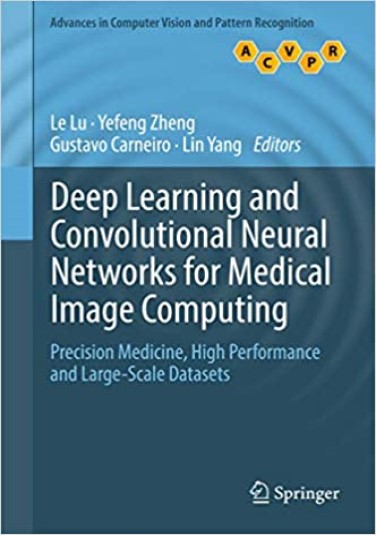 Advances in Computer Vision and Pattern Recognition
A C V P R
Le Lu · Yefeng Zheng
Gustavo Carneiro · Lin Yang Editors
Deep Learning and
Convolutional Neural
Networks for Medical
Image Computing
Precision Medicine, High Performance
and Large-Scale Datasets
Springer